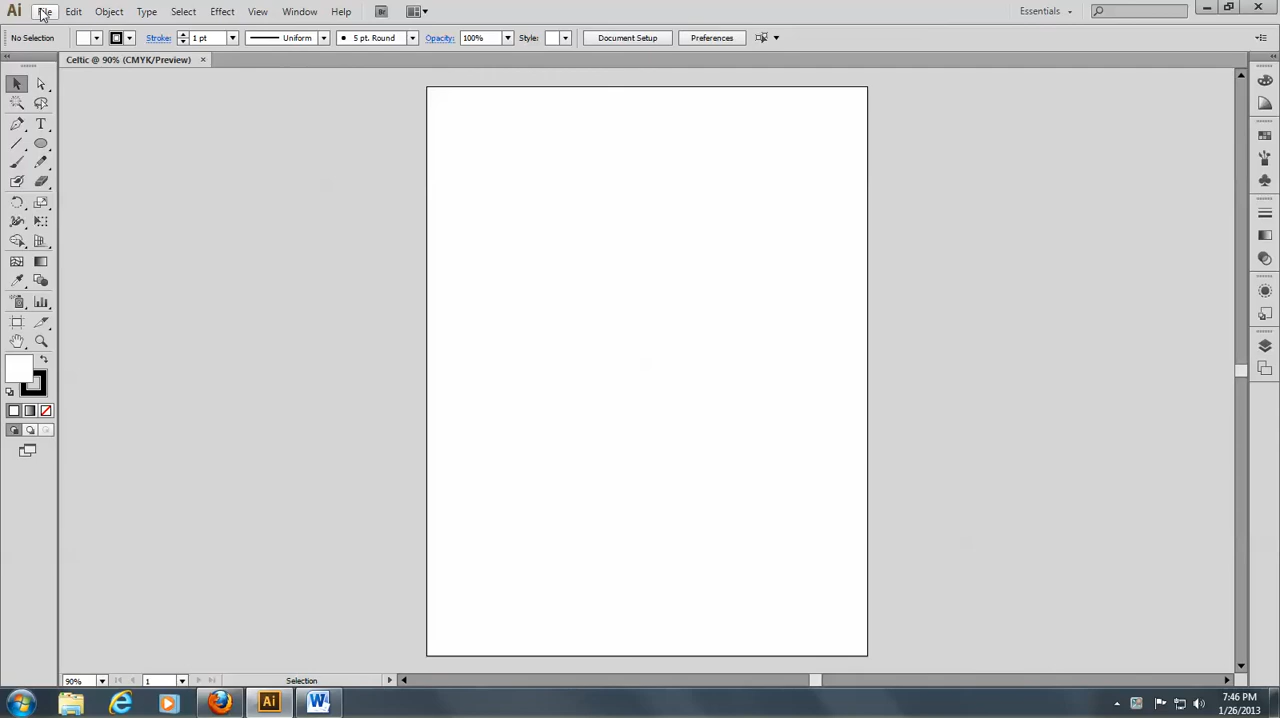 Ai File Edit Object Type Select Effect View Window Help Br Essentials
No Selection Stroke: 1 pt Uniform 5 pt. Round Opacity: 100% Style: Document Setup Preferences
Celtic @ 90% (CMYK/Preview)
T
90% 1 Selection
Ai W 7:46 PM
1/26/2013